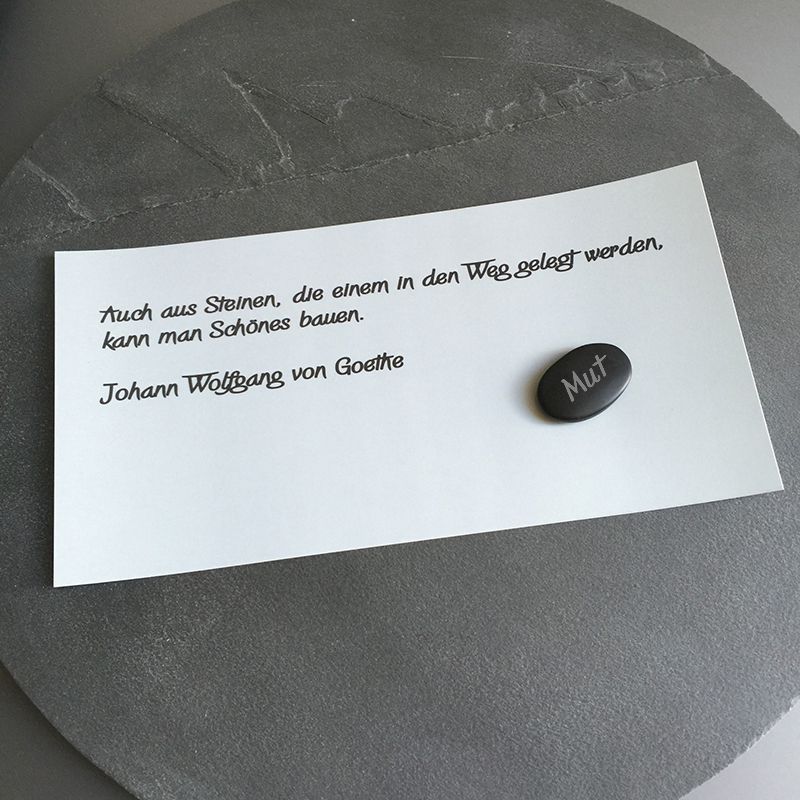 Auch aus Steinen, die einem in den Weg gelegt werden,
kann man Schönes bauen.
Johann Wolfgang von Goethe
Mut